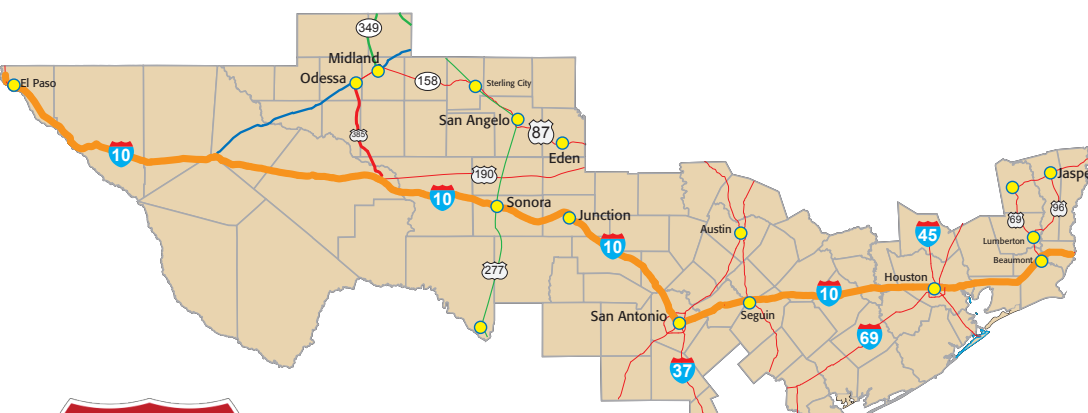 349
Midland
Odessa
158
Sterling City
El Paso
San Angelo
87
385
Eden
10
190
10
Sonora
Junction
Jasper
69
96
Austin
45
Lumberton
10
Beaumont
277
Houston
10
San Antonio
Seguin
69
37